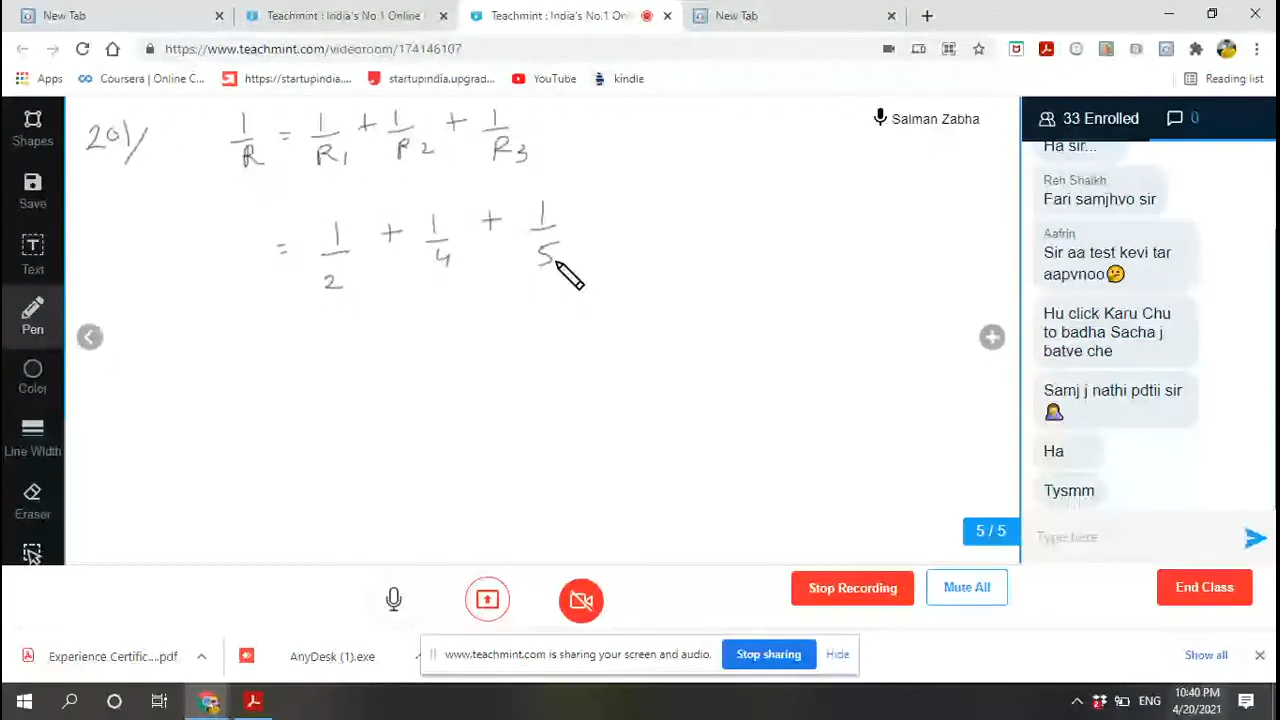 New Tab
Teachmint : India's No.1 Online
Teachmint : India's No.1 Onli
New Tab
https://www.teachmint.com/videoroom/174146107
Apps
Coursera | Online C...
https://startupindia....
startupindia.upgrad...
YouTube
kindle
Reading list
Shapes
Save
Text
Pen
Color
Line Width
Eraser
20)/ 1/R = 1/R1 + 1/R2 + 1/R3
= 1/2 + 1/4 + 1/5
Salman Zabha
5 / 5
33 Enrolled
0
Ha sir...
Reh Shaikh
Fari samjhvo sir
Aafrin
Sir aa test kevi tar
aapvnoo🤔
Hu click Karu Chu
to badha Sacha j
batve che
Samj j nathi pdtii sir
🤦‍♀️
Ha
Tysmm
Type here
Stop Recording
Mute All
End Class
Experience Certific....pdf
AnyDesk (1).exe
www.teachmint.com is sharing your screen and audio.
Stop sharing
Hide
Show all
ENG
10:40 PM
4/20/2021